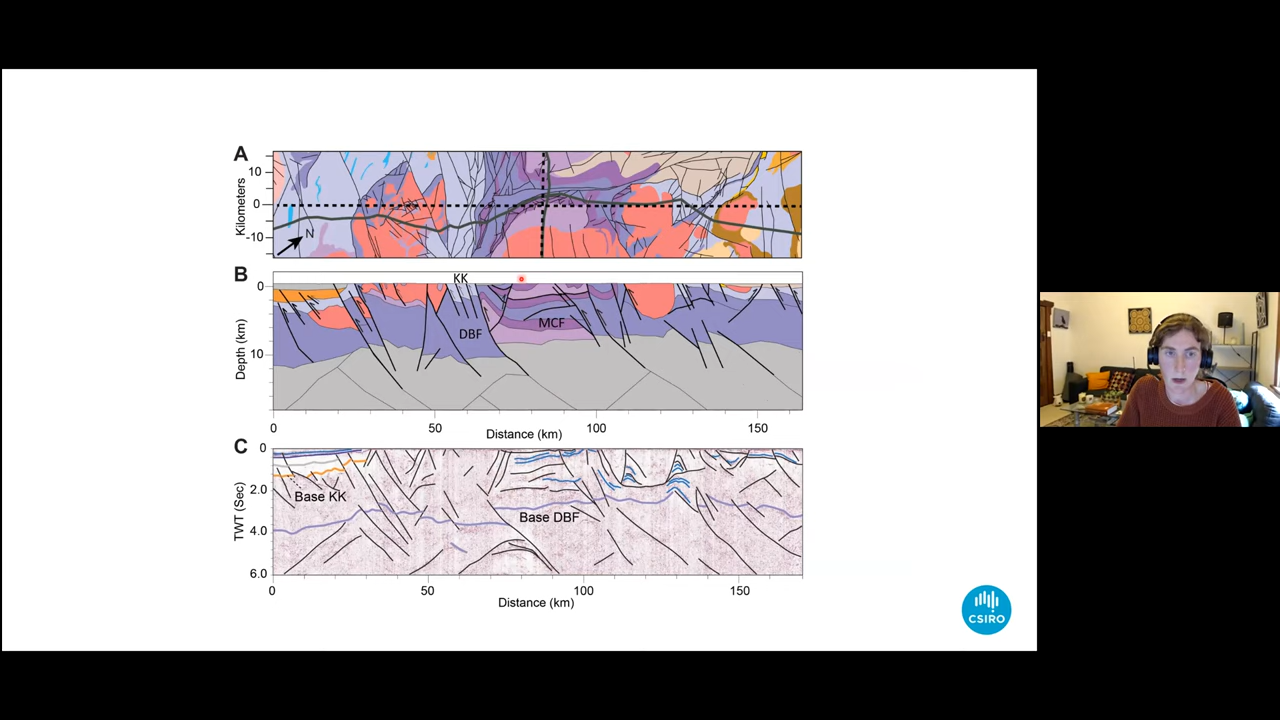 A
Kilometers
10
0
-10
N
B
KK
Depth (km)
0
10
DBF
MCF
0
50
100
150
Distance (km)
C
TWT (Sec)
0
2.0
4.0
6.0
Base KK
Base DBF
0
50
100
150
Distance (km)
CSIRO